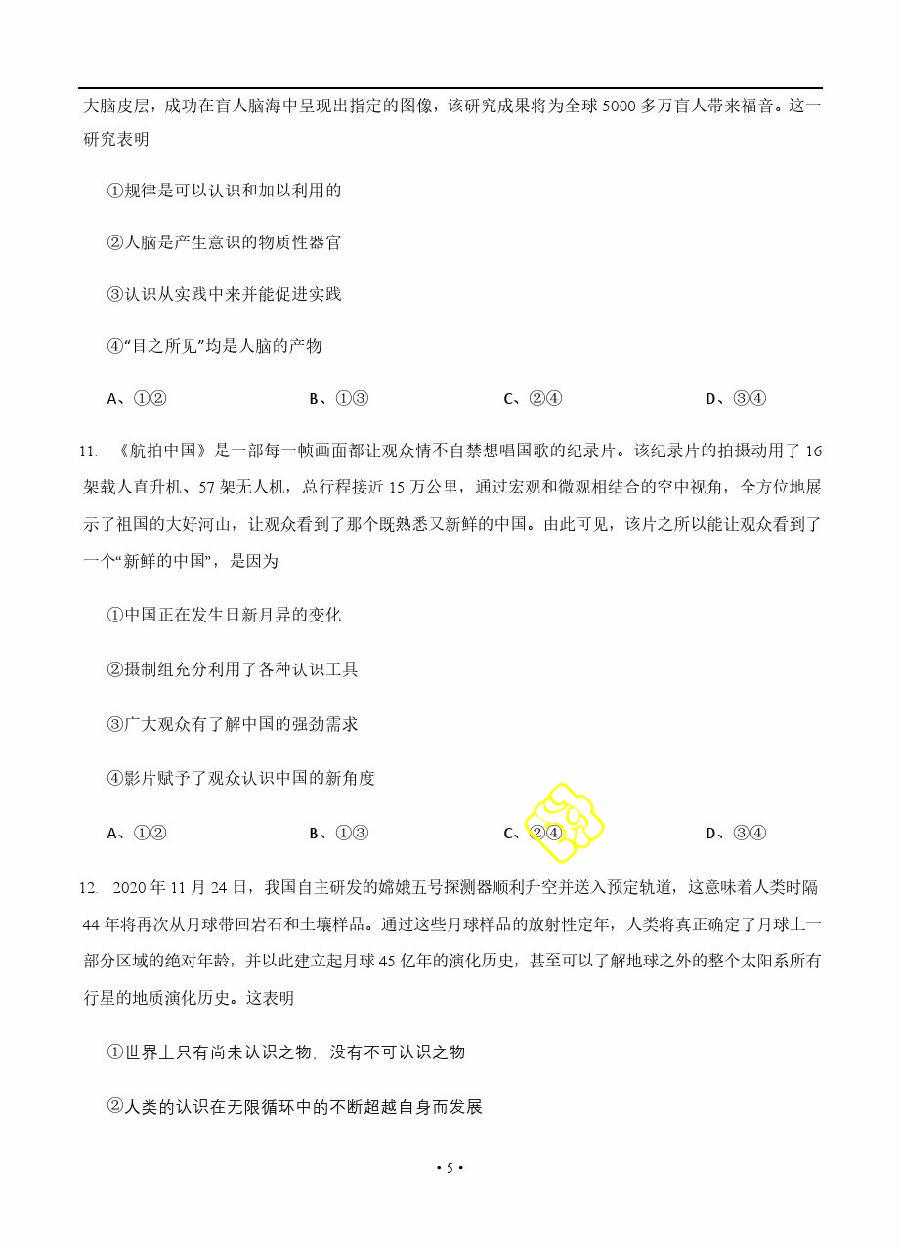 大脑皮层，成功在盲人脑海中呈现出指定的图像，该研究成果将为全球 5000 多万盲人带来福音。这一
研究表明
①规律是可以认识和加以利用的
②人脑是产生意识的物质性器官
③认识从实践中来并能促进实践
④“目之所见”均是人脑的产物
A、①② B、①③ C、②④ D、③④
11. 《航拍中国》是一部每一帧画面都让观众情不自禁想唱国歌的纪录片。该纪录片的拍摄动用了 16
架载人直升机、57 架无人机，总行程接近 15 万公里，通过宏观和微观相结合的空中视角，全方位地展
示了祖国的大好河山，让观众看到了那个既熟悉又新鲜的中国。由此可见，该片之所以能让观众看到了
一个“新鲜的中国”，是因为
①中国正在发生日新月异的变化
②摄制组充分利用了各种认识工具
③广大观众有了解中国的强劲需求
④影片赋予了观众认识中国的新角度
A、①② B、①③ C、②④ D、③④
12. 2020 年 11 月 24 日，我国自主研发的嫦娥五号探测器顺利升空并送入预定轨道，这意味着人类时隔
44 年将再次从月球带回岩石和土壤样品。通过这些月球样品的放射性定年，人类将真正确定了月球上一
部分区域的绝对年龄，并以此建立起月球 45 亿年的演化历史，甚至可以了解地球之外的整个太阳系所有
行星的地质演化历史。这表明
①世界上只有尚未认识之物，没有不可认识之物
②人类的认识在无限循环中的不断超越自身而发展
• 5 •